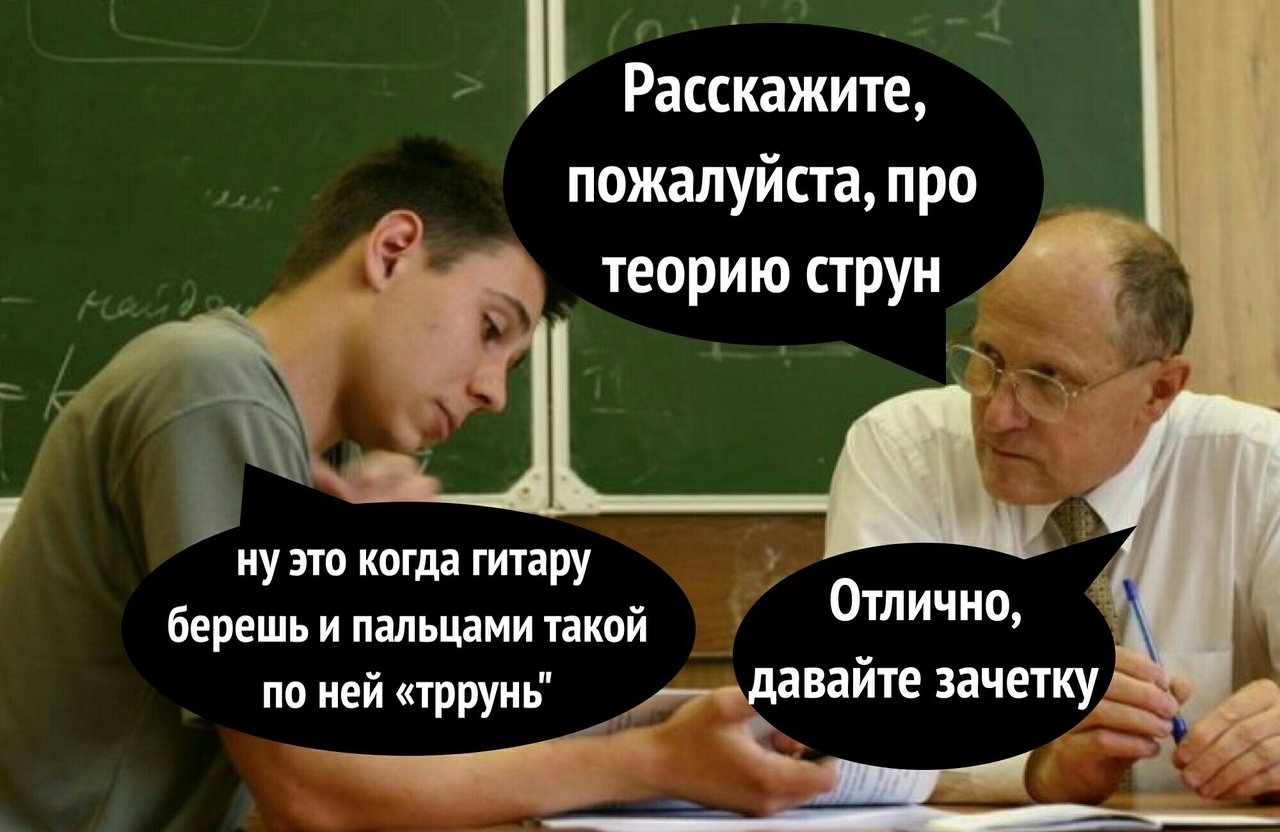 Расскажите,
пожалуйста, про
теорию струн
ну это когда гитару
берешь и пальцами такой
по ней «тррунь"
Отлично,
давайте зачетку